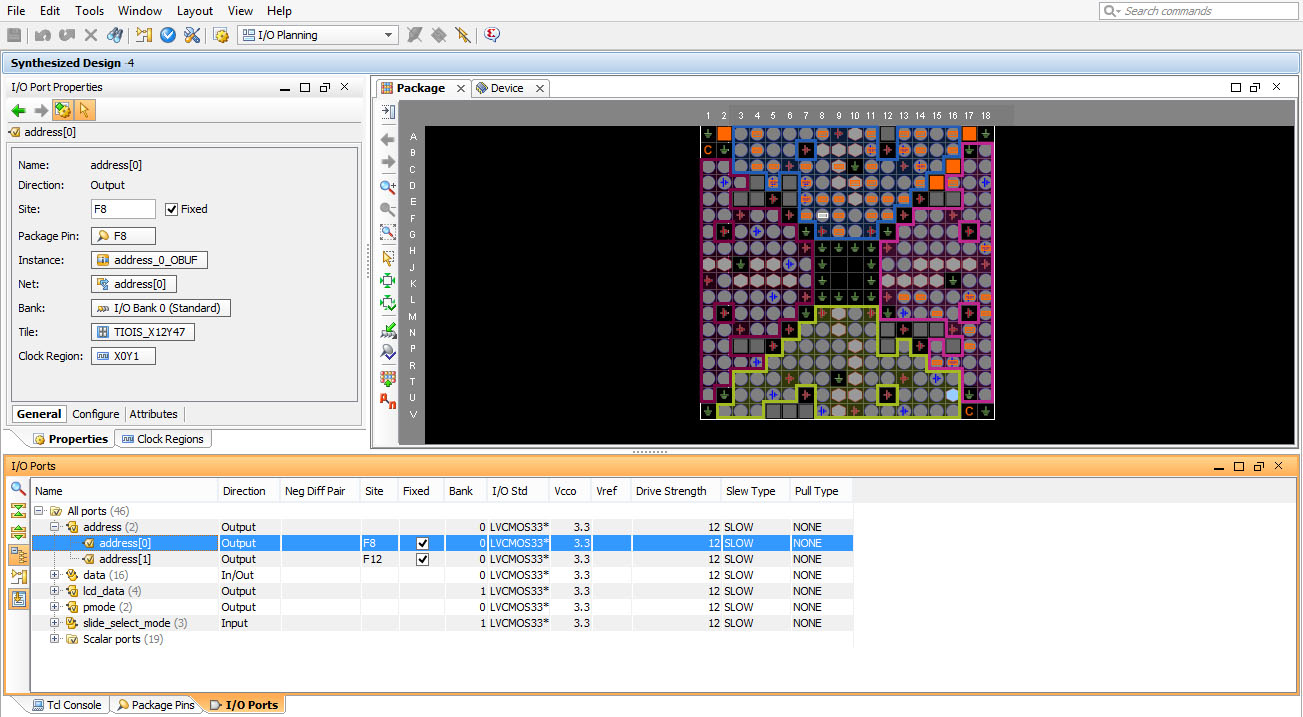 File Edit Tools Window Layout View Help
Search commands
I/O Planning
Synthesized Design -4
I/O Port Properties
address[0]
Name: address[0]
Direction: Output
Site: F8 Fixed
Package Pin: F8
Instance: address_0_OBUF
Net: address[0]
Bank: I/O Bank 0 (Standard)
Tile: TIOIS_X12Y47
Clock Region: X0Y1
General Configure Attributes
Properties Clock Regions
Package Device
1 2 3 4 5 6 7 8 9 10 11 12 13 14 15 16 17 18
A
B C
C
D
E
F
G
H
J
K
L
M
N
P
R
T
U
V C
I/O Ports
Name Direction Neg Diff Pair Site Fixed Bank I/O Std Vcco Vref Drive Strength Slew Type Pull Type
All ports (46)
address (2) Output 0 LVCMOS33* 3.3 12 SLOW NONE
address[0] Output F8 0 LVCMOS33* 3.3 12 SLOW NONE
address[1] Output F12 0 LVCMOS33* 3.3 12 SLOW NONE
data (16) In/Out 0 LVCMOS33* 3.3 12 SLOW NONE
lcd_data (4) Output 1 LVCMOS33* 3.3 12 SLOW NONE
pmode (2) Output 0 LVCMOS33* 3.3 12 SLOW NONE
slide_select_mode (3) Input 1 LVCMOS33* 3.3 12 SLOW NONE
Scalar ports (19)
Tcl Console Package Pins I/O Ports